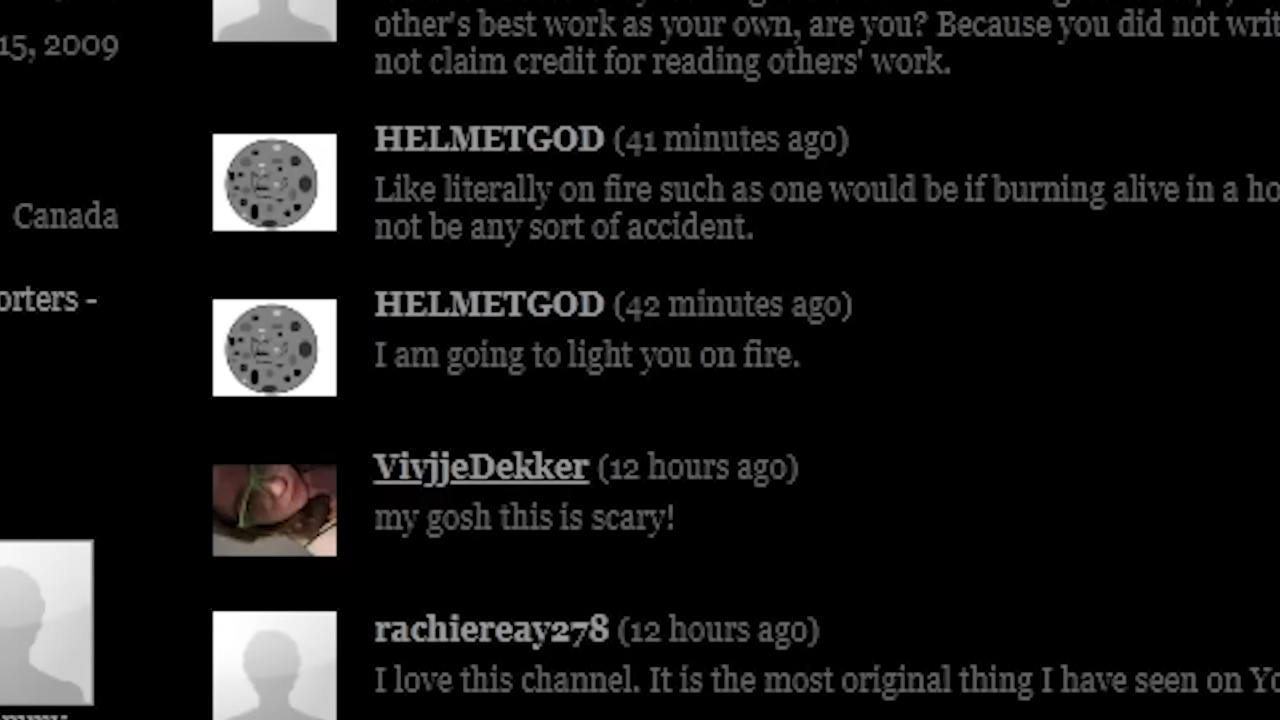 other's best work as your own, are you? Because you did not
not claim credit for reading others' work.
15, 2009
HELMETGOD (41 minutes ago)
Like literally on fire such as one would be if burning alive in a
not be any sort of accident.
Canada
HELMETGOD (42 minutes ago)
I am going to light you on fire.
VivjjeDekker (12 hours ago)
my gosh this is scary!
rachiereay278 (12 hours ago)
I love this channel. It is the most original thing I have seen on